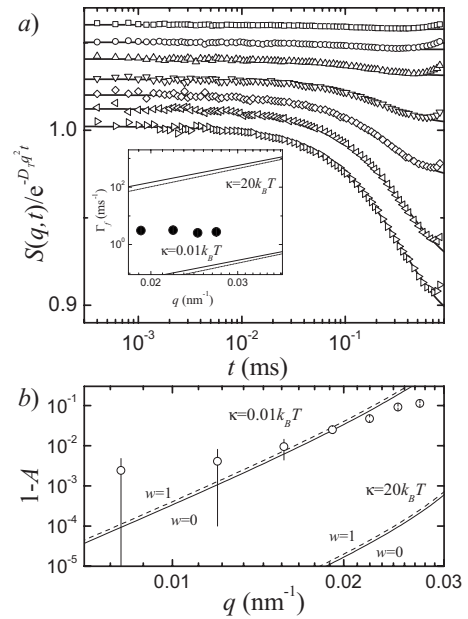 a)
1.0
0.9
S(q,t)/e^{-D_T q^2 t}
10^2
10^0
Γ_f (ms^{-1})
κ=20k_BT
κ=0.01k_BT
0.02 0.03
q (nm^{-1})
10^{-3} 10^{-2} 10^{-1}
t (ms)
b)
10^{-1}
10^{-2}
10^{-3}
10^{-4}
10^{-5}
1-A
κ=0.01k_BT
κ=20k_BT
w=1
w=0
w=1
w=0
0.01 0.02 0.03
q (nm^{-1})